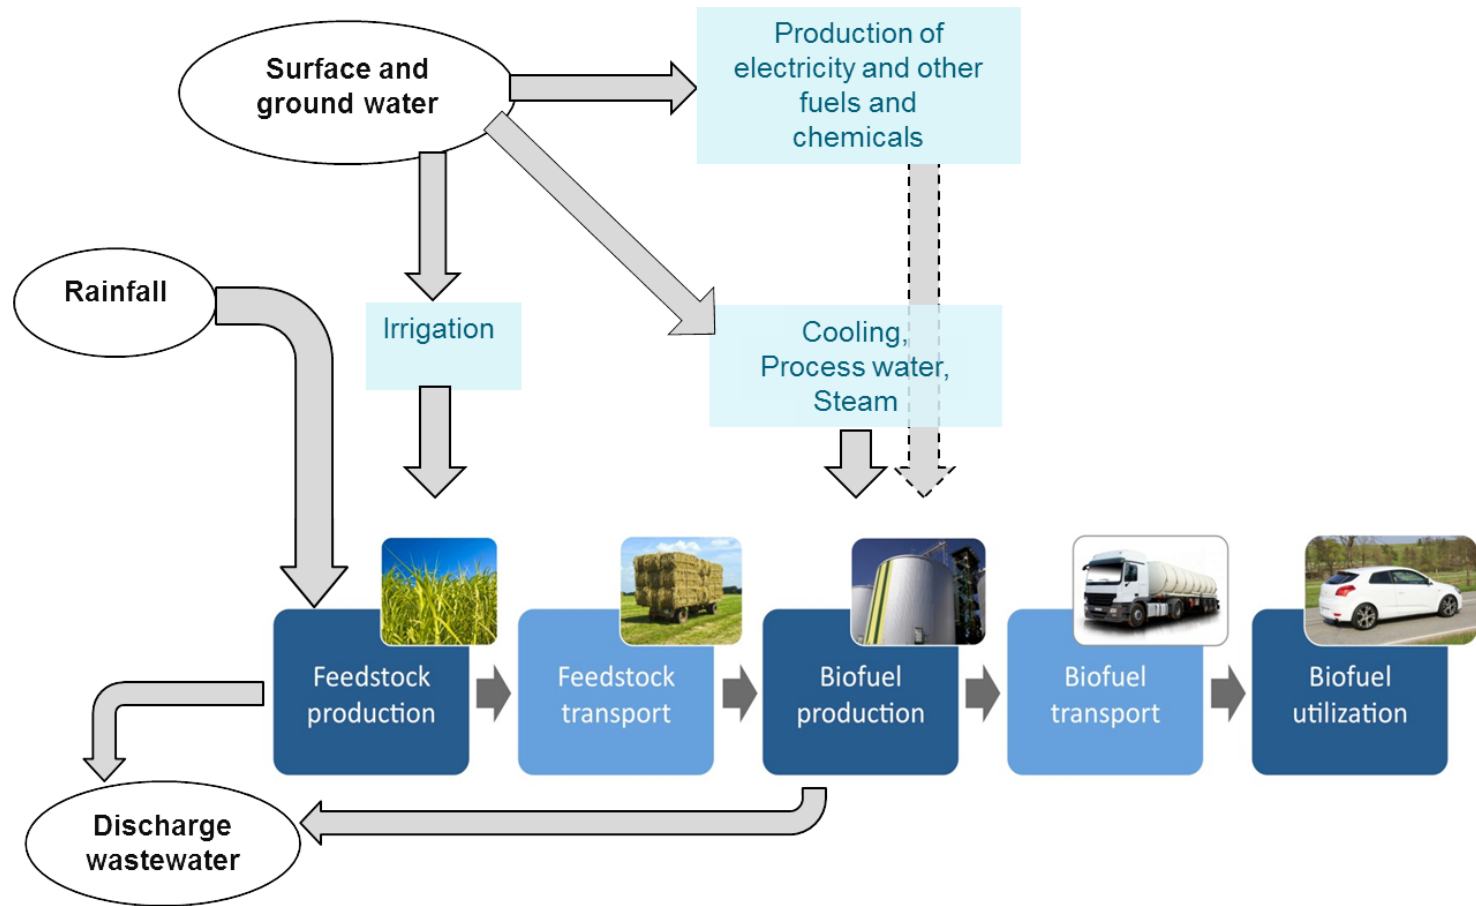 Surface and
ground water
Production of
electricity and other
fuels and
chemicals
Rainfall
Irrigation
Cooling,
Process water,
Steam
Feedstock
production
Feedstock
transport
Biofuel
production
Biofuel
transport
Biofuel
utilization
Discharge
wastewater